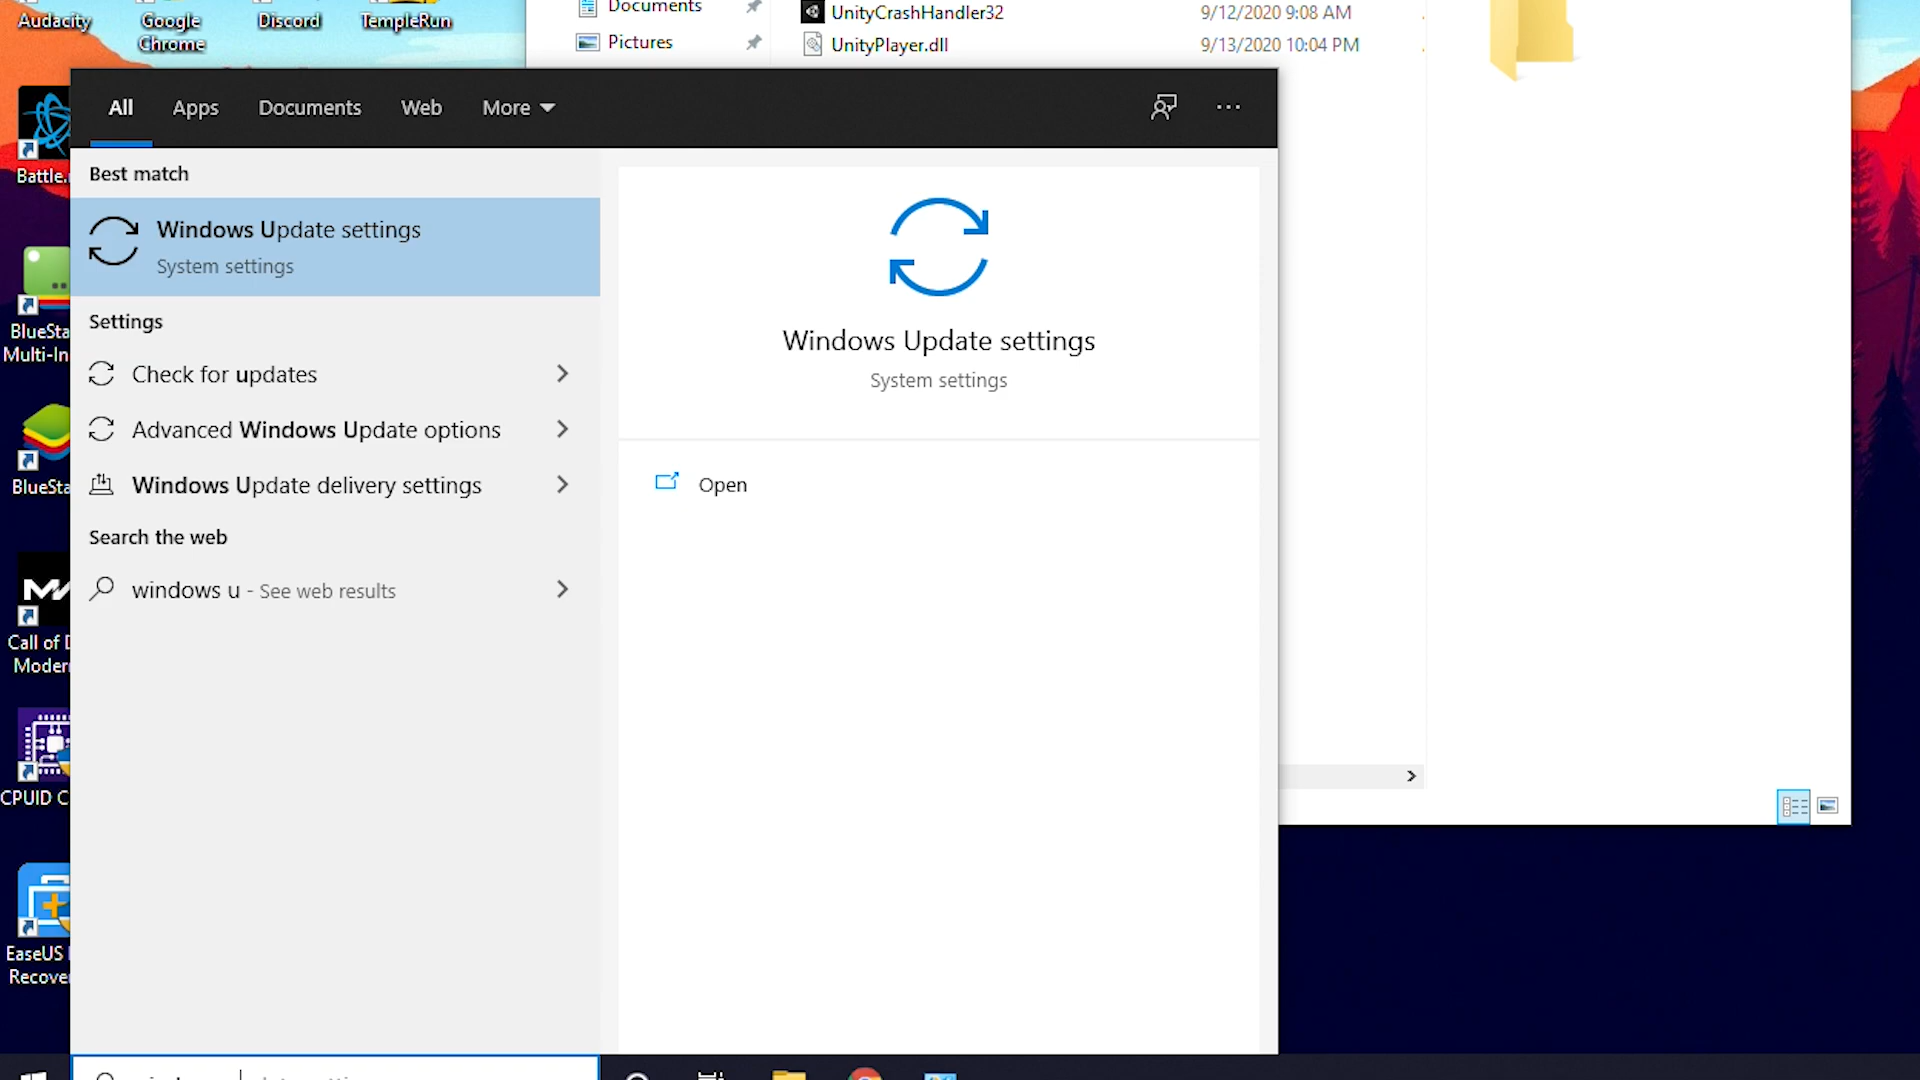 Audacity
Google
Chrome
Discord
TempleRun
Documents
Pictures
UnityCrashHandler32
9/12/2020 9:08 AM
UnityPlayer.dll
9/13/2020 10:04 PM
All
Apps
Documents
Web
More
Best match
Windows Update settings
System settings
Settings
Check for updates
Advanced Windows Update options
Windows Update delivery settings
Search the web
windows u - See web results
Windows Update settings
System settings
Open
Battle.
BlueSta
Multi-In
BlueSta
Call of
Moder
CPUID C
EaseUS
Recove